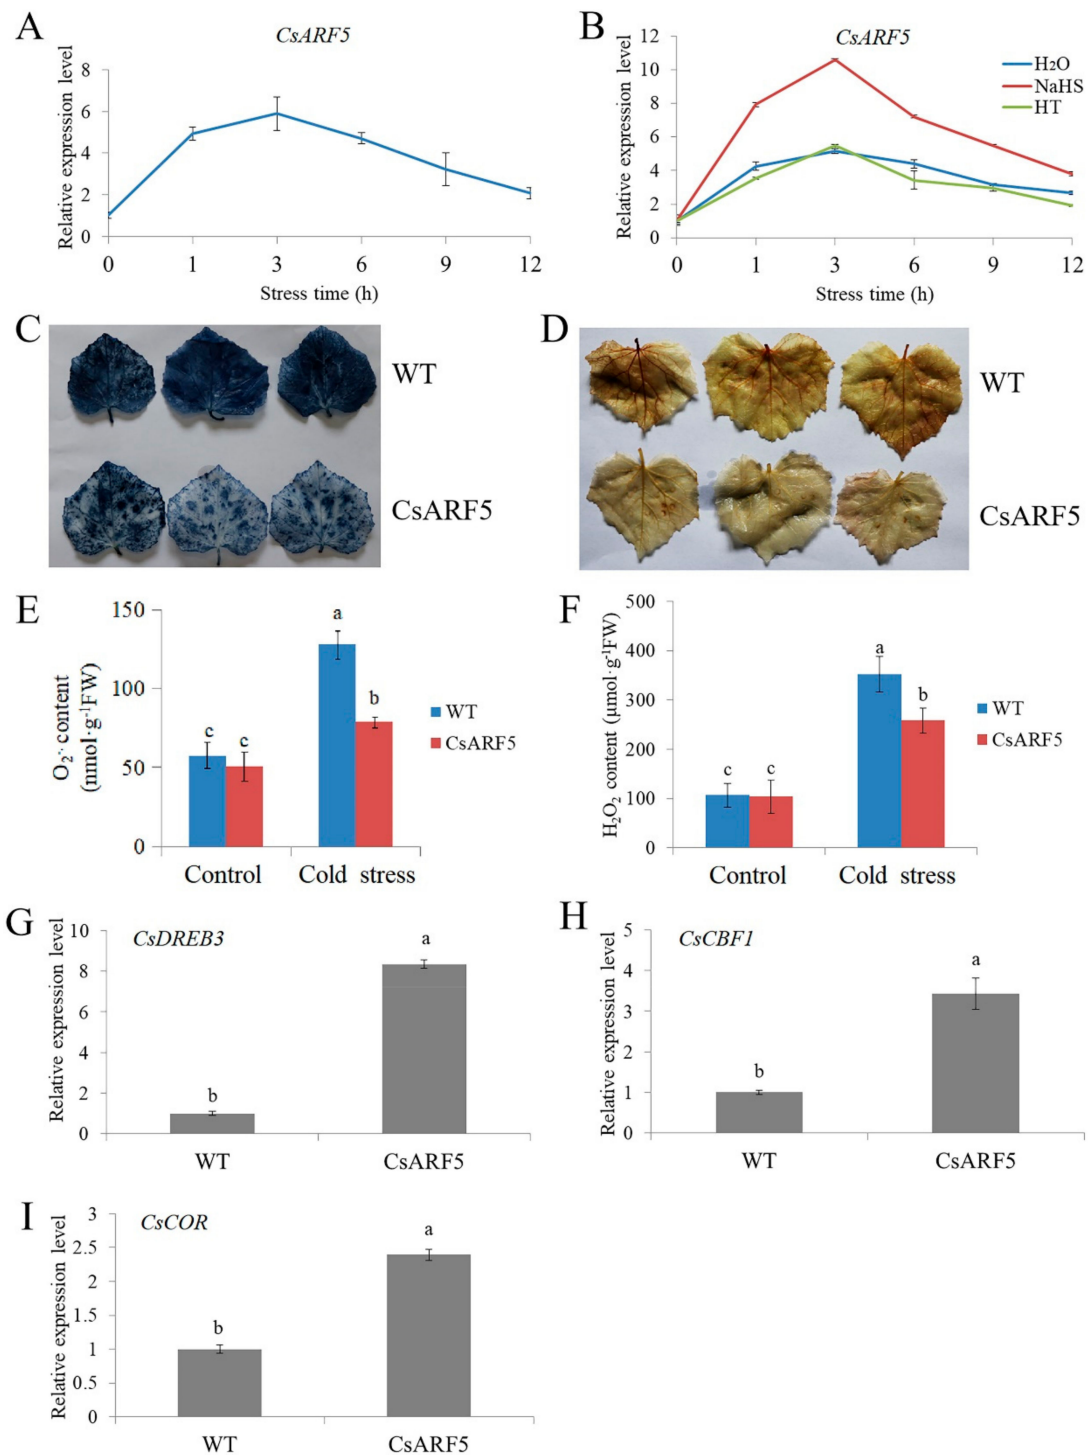 A
CsARF5
Relative expression level
8
6
4
2
0
0 1 3 6 9 12
Stress time (h)
B
CsARF5
Relative expression level
12
10
8
6
4
2
0
0 1 3 6 9 12
Stress time (h)
H₂O
NaHS
HT
C
WT
CsARF5
D
WT
CsARF5
E
O₂⁻· content
(nmol·g⁻¹FW)
150
100
50
0
c c a b
Control Cold stress
WT
CsARF5
F
H₂O₂ content (μmol·g⁻¹FW)
500
400
300
200
100
0
c c a b
Control Cold stress
WT
CsARF5
G
CsDREB3
Relative expression level
10
8
6
4
2
0
b a
WT CsARF5
H
CsCBF1
Relative expression level
5
4
3
2
1
0
b a
WT CsARF5
I
CsCOR
Relative expression level
3
2.5
2
1.5
1
0.5
0
b a
WT CsARF5